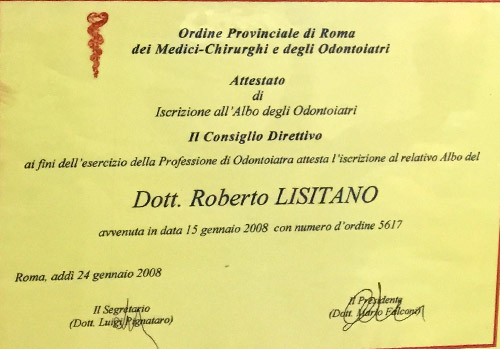 Ordine Provinciale di Roma
dei Medici-Chirurghi e degli Odontoiatri
Attestato
di
Iscrizione all'Albo degli Odontoiatri
Il Consiglio Direttivo
ai fini dell'esercizio della Professione di Odontoiatra attesta l'iscrizione al relativo Albo del
Dott. Roberto LISITANO
avvenuta in data 15 gennaio 2008 con numero d'ordine 5617
Roma, addì 24 gennaio 2008
Il Segretario
(Dott. Luigi Pignataro)
Il Presidente
(Dott. Mario Falconi)